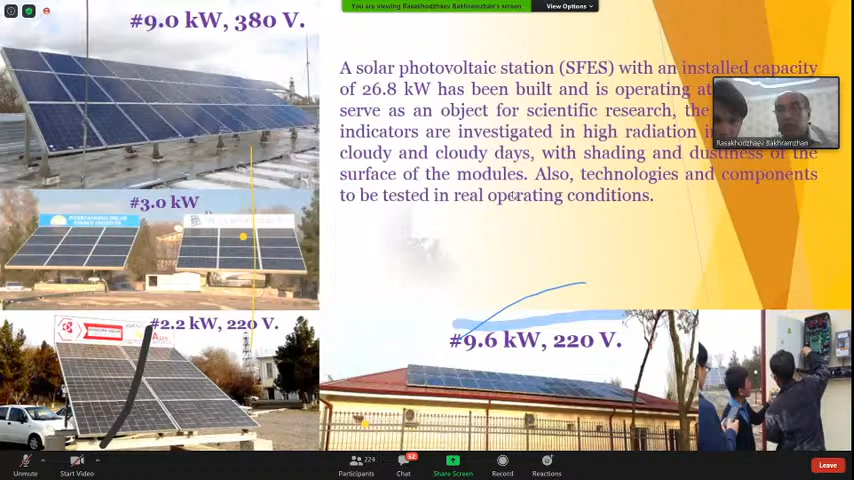 You are viewing Rasakhodzhaev Bakhramzhan's screen
View Options
#9.0 kW, 380 V.
A solar photovoltaic station (SFES) with an installed capacity
of 26.8 kW has been built and is operating at
serve as an object for scientific research, the
indicators are investigated in high radiation
cloudy and cloudy days, with shading and dustiness of the
surface of the modules. Also, technologies and components
to be tested in real operating conditions.
Rasakhodzhaev Bakhramzhan
#3.0 kW
INTERNATIONAL SOLAR
ENERGY INSTITUTE
#2.2 kW, 220 V.
#9.6 kW, 220 V.
Unmute
Start Video
Participants
224
Chat
52
Share Screen
Record
Reactions
Leave